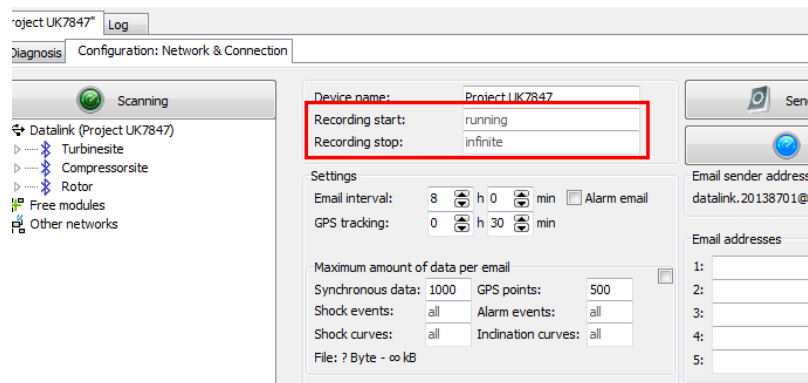 roject UK7847" Log
Diagnosis Configuration: Network & Connection
Scanning
Datalink (Project UK7847)
Turbinesite
Compressorsite
Rotor
Free modules
Other networks
Device name: Project UK7847
Recording start: running
Recording stop: infinite
Settings
Email interval: 8 h 0 min Alarm email
GPS tracking: 0 h 30 min
Maximum amount of data per email
Synchronous data: 1000 GPS points: 500
Shock events: all Alarm events: all
Shock curves: all Inclination curves: all
File: ? Byte - ∞ kB
Sen
Email sender address
datalink.20138701@
Email addresses
1:
2:
3:
4:
5: